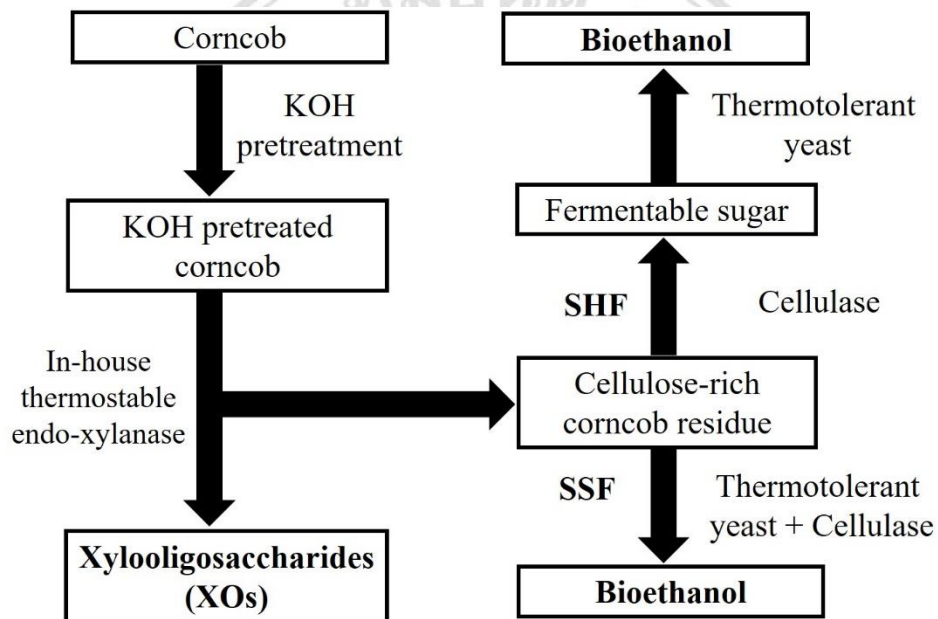 Corncob
KOH
pretreatment
KOH pretreated
corncob
In-house
thermostable
endo-xylanase
Xylooligosaccharides
(XOs)
Bioethanol
Thermotolerant
yeast
Fermentable sugar
SHF
Cellulase
Cellulose-rich
corncob residue
SSF
Thermotolerant
yeast + Cellulase
Bioethanol